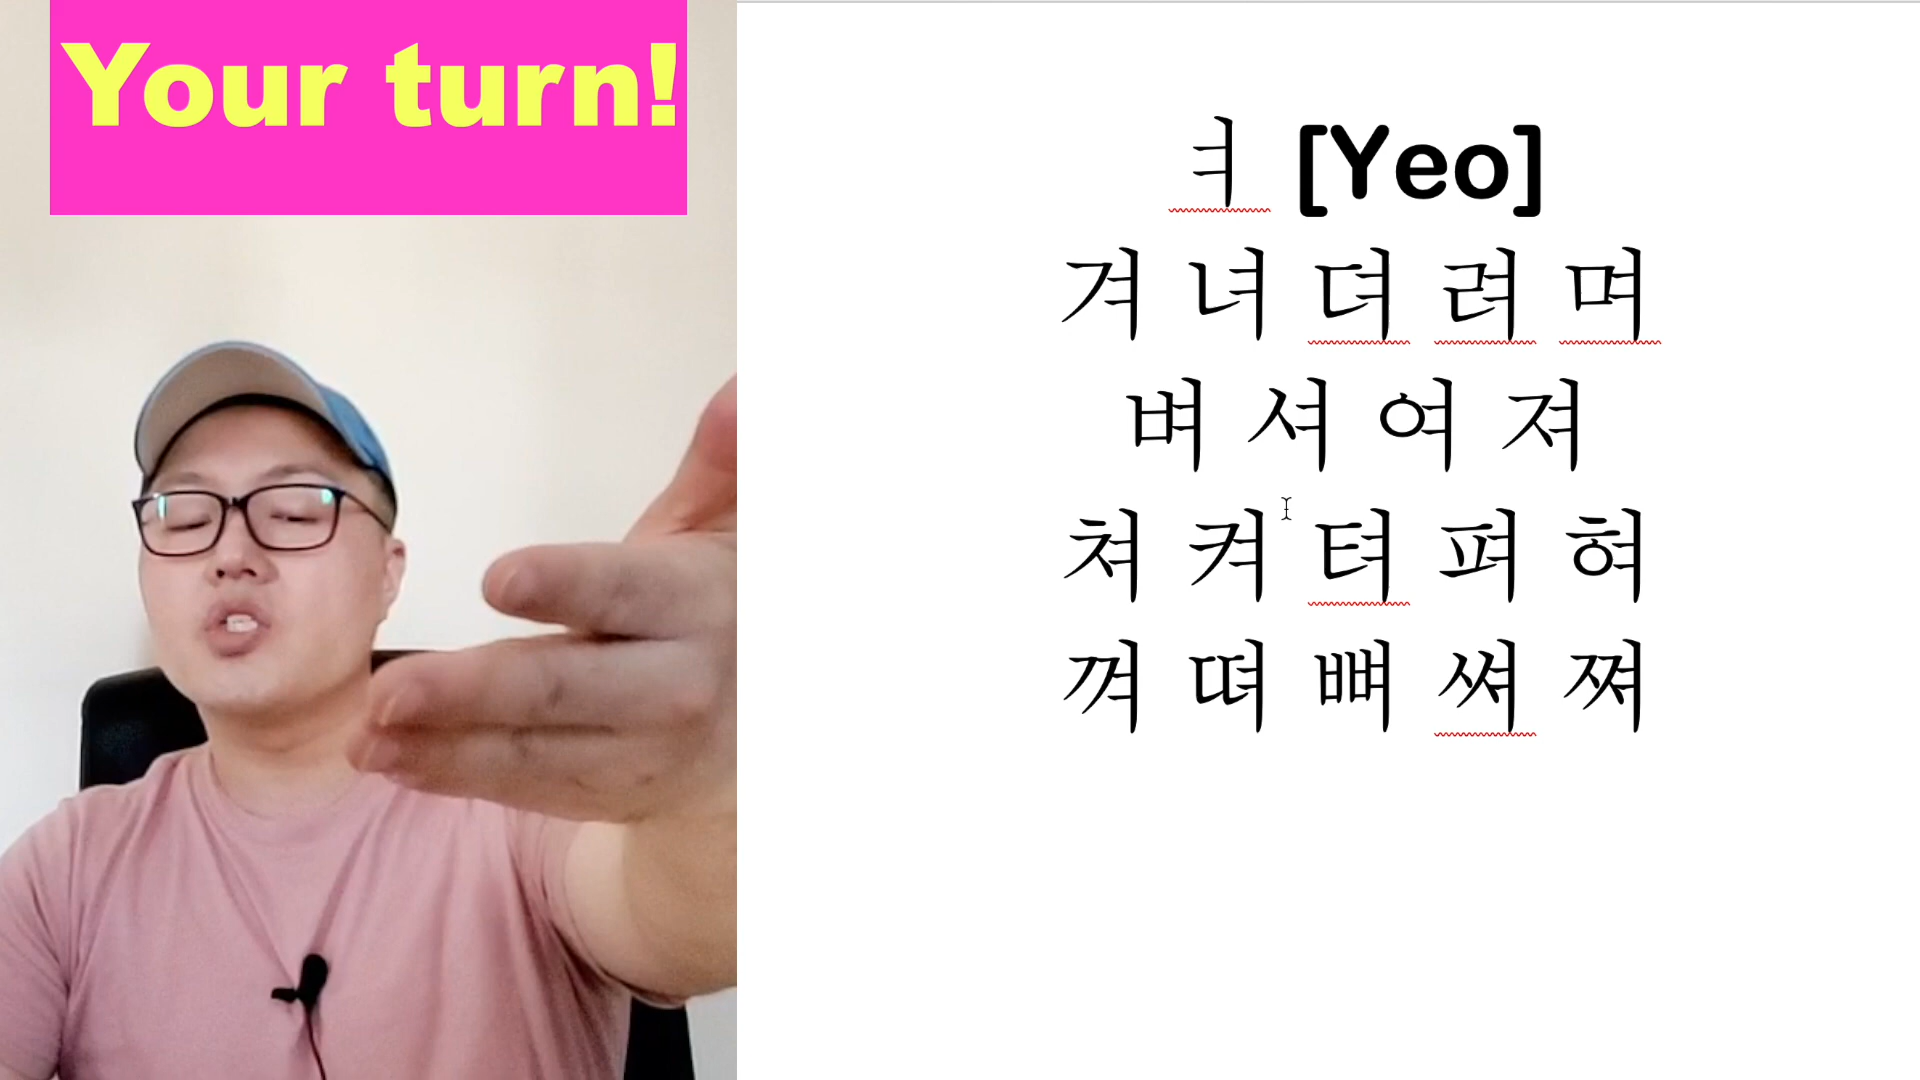 Your turn!
ㅕ [Yeo]
겨 녀 뎌 려 며
벼 셔 여 져
쳐 켜 텨 펴 혀
껴 뗘 뼈 쎠 쪄